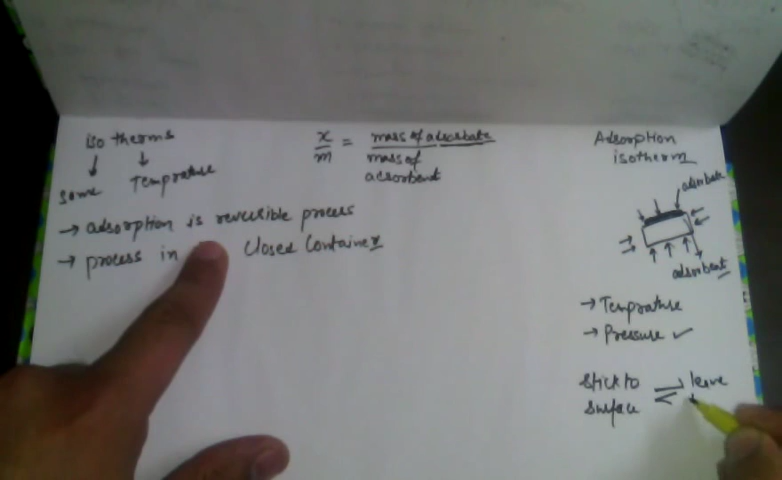 iso therms
same Temprature
→ adsorption is reversible process
→ process in closed Container
x/m = mass of adsorbate
mass of
adsorbent
Adsorption
isotherm
adsorbate
adsorbent
→ Temprature
→ Pressure ✓
Stick to ⇌ leave
surface